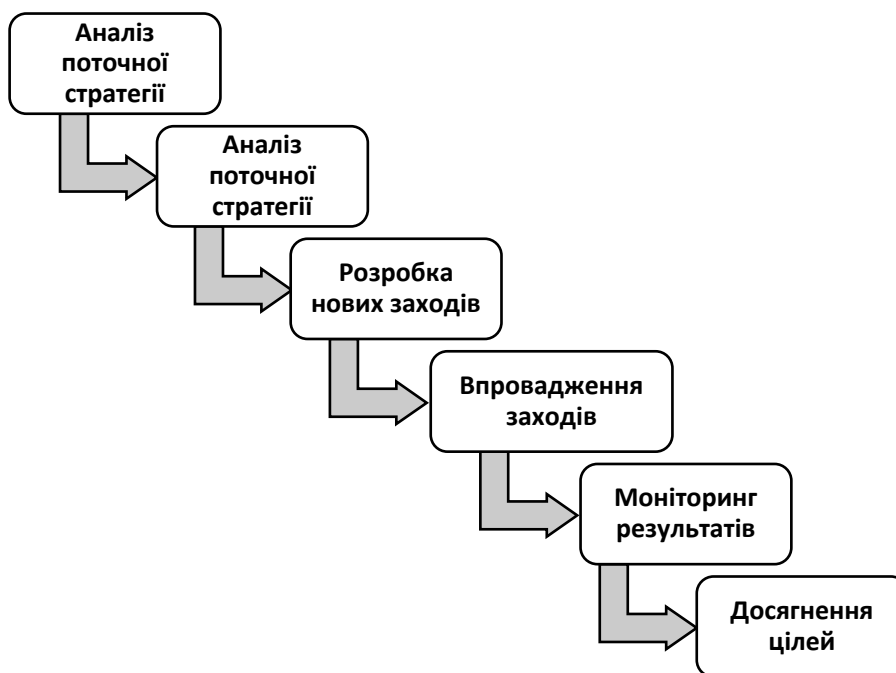 Аналіз
поточної
стратегії
Аналіз
поточної
стратегії
Розробка
нових заходів
Впровадження
заходів
Моніторинг
результатів
Досягнення
цілей